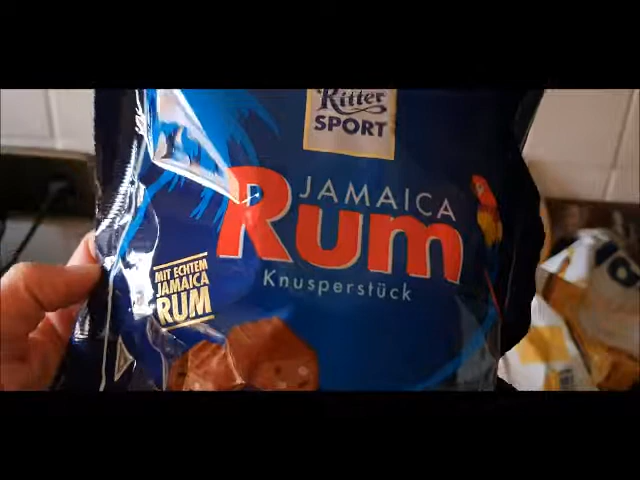 Ritter
SPORT
JAMAICA
Rum
Knusperstück
MIT ECHTEM
JAMAICA
RUM